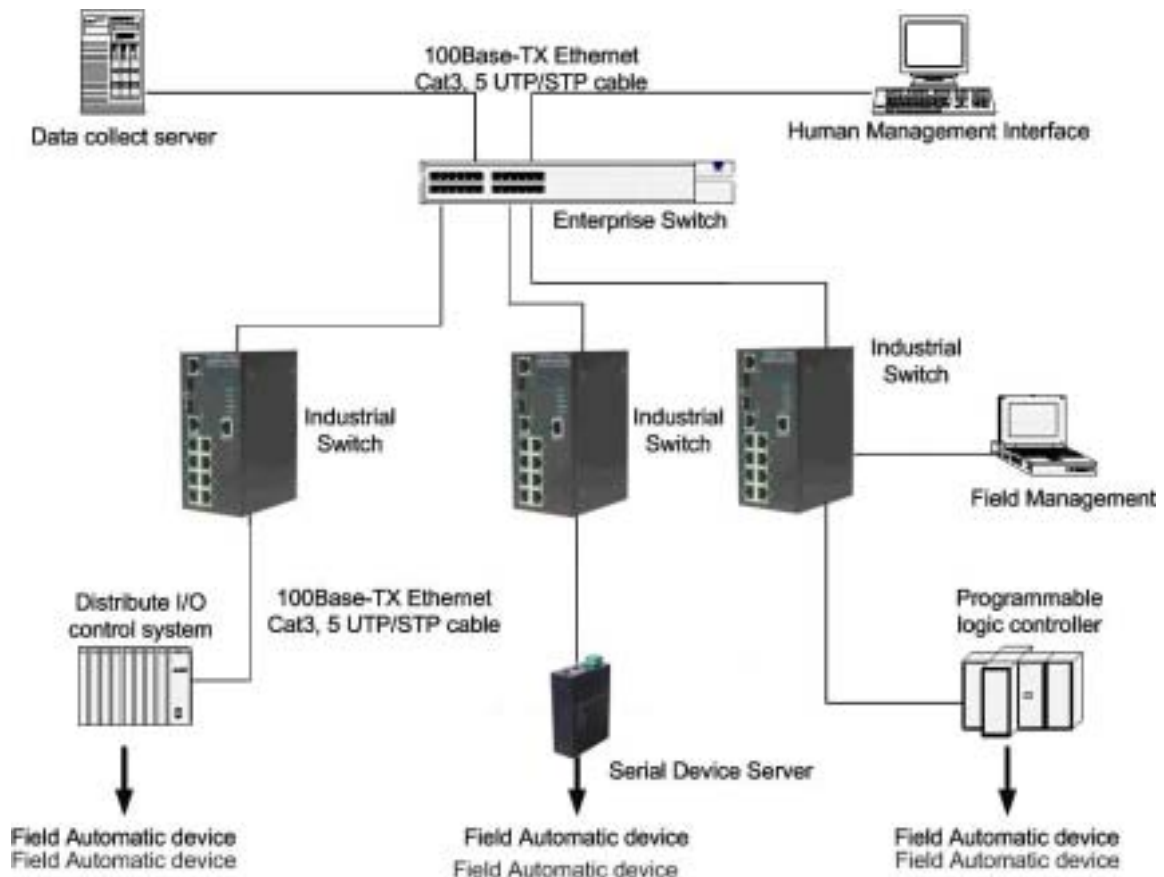 100Base-TX Ethernet
Cat3, 5 UTP/STP cable
Data collect server
Human Management Interface
Enterprise Switch
Industrial
Switch
Industrial
Switch
Industrial
Switch
Field Management
Distribute I/O
control system
100Base-TX Ethernet
Cat3, 5 UTP/STP cable
Programmable
logic controller
Serial Device Server
Field Automatic device
Field Automatic device
Field Automatic device
Field Automatic device
Field Automatic device
Field Automatic device